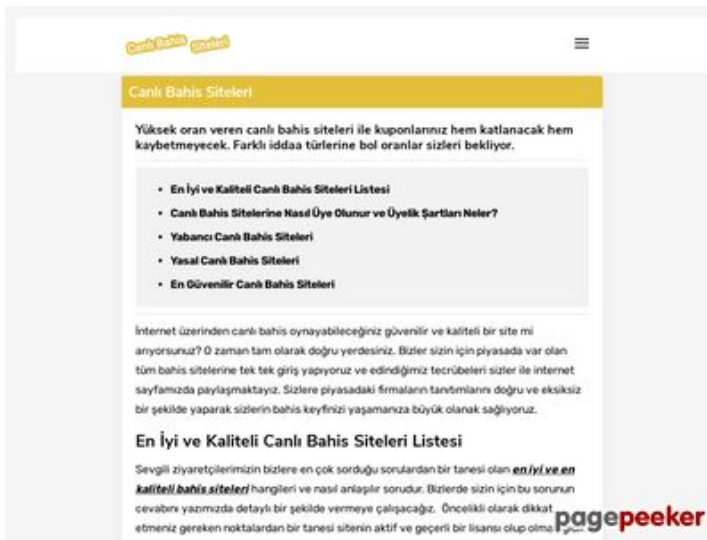 Canlı Bahis Siteleri
Canlı Bahis Siteleri
Yüksek oran veren canlı bahis siteleri ile kuponlarınız hem katlanacak hem
kaybetmeyecek. Farklı iddaa türlerine bol oranlar sizleri bekliyor.
• En İyi ve Kaliteli Canlı Bahis Siteleri Listesi
• Canlı Bahis Sitelerine Nasıl Üye Olunur ve Üyelik Şartları Neler?
• Yabancı Canlı Bahis Siteleri
• Yasal Canlı Bahis Siteleri
• En Güvenilir Canlı Bahis Siteleri
İnternet üzerinden canlı bahis oynayabileceğiniz güvenilir ve kaliteli bir site mi
arıyorsunuz? O zaman tam olarak doğru yerdesiniz. Bizler sizin için piyasada var olan
tüm bahis sitelerine tek tek giriş yapıyoruz ve edindiğimiz tecrübeleri sizler ile internet
sayfamızda paylaşmaktayız. Sizlere piyasadaki firmaların tanıtımlarını doğru ve eksiksiz
bir şekilde yaparak sizlerin bahis keyfinizi yaşamanıza büyük olanak sağlıyoruz.
En İyi ve Kaliteli Canlı Bahis Siteleri Listesi
Sevgili ziyaretçilerimizin bizlere en çok sorduğu sorulardan bir tanesi olan en iyi ve en
kaliteli bahis siteleri hangileri ve nasıl anlaşılır sorudur. Bizlerde sizin için bu sorunun
cevabını yazımızda detaylı bir şekilde vermeye çalışacağız. Öncelikli olarak dikkat
etmeniz gereken noktalardan bir tanesi sitenin aktif ve geçerli bir lisansı olup
pagepeeker